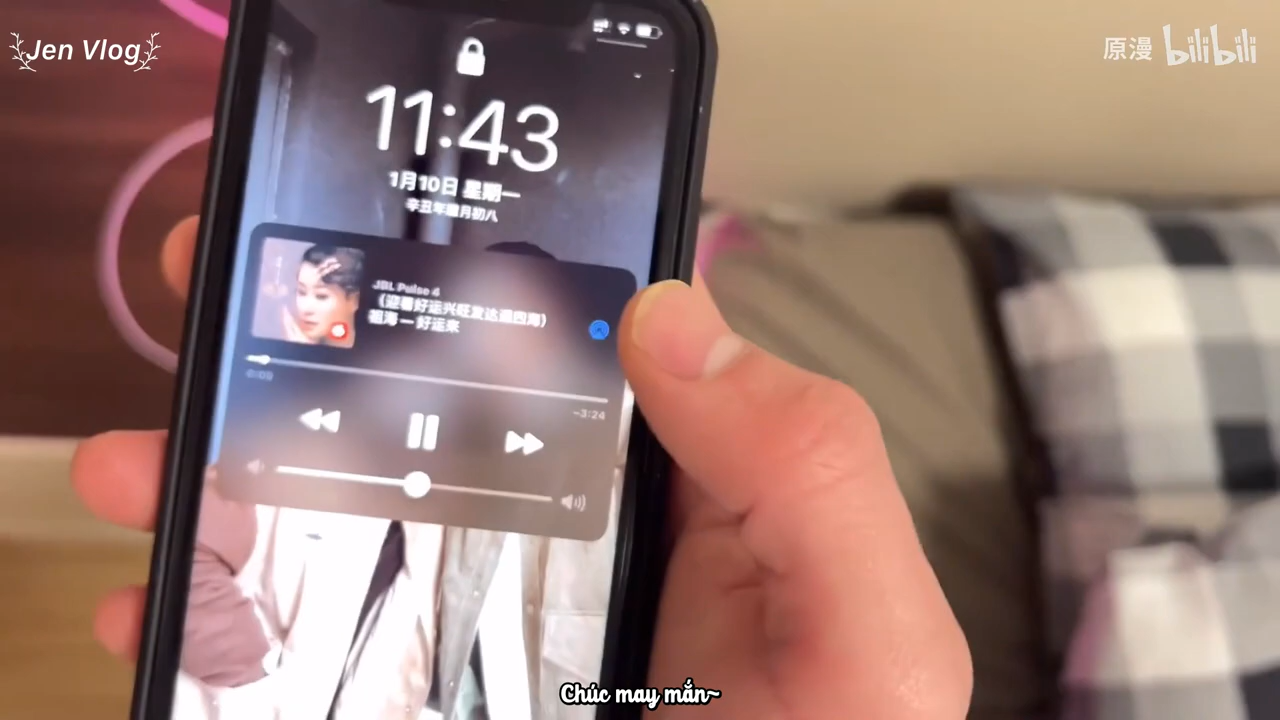 Jen Vlog
原漫 bilibili
11:43
1月10日 星期一
辛丑年腊月初八
JBL Pulse 4
《迎着好运兴旺发达通四海》
祖海 — 好运来
0:03
-3:24
Chúc may mắn~